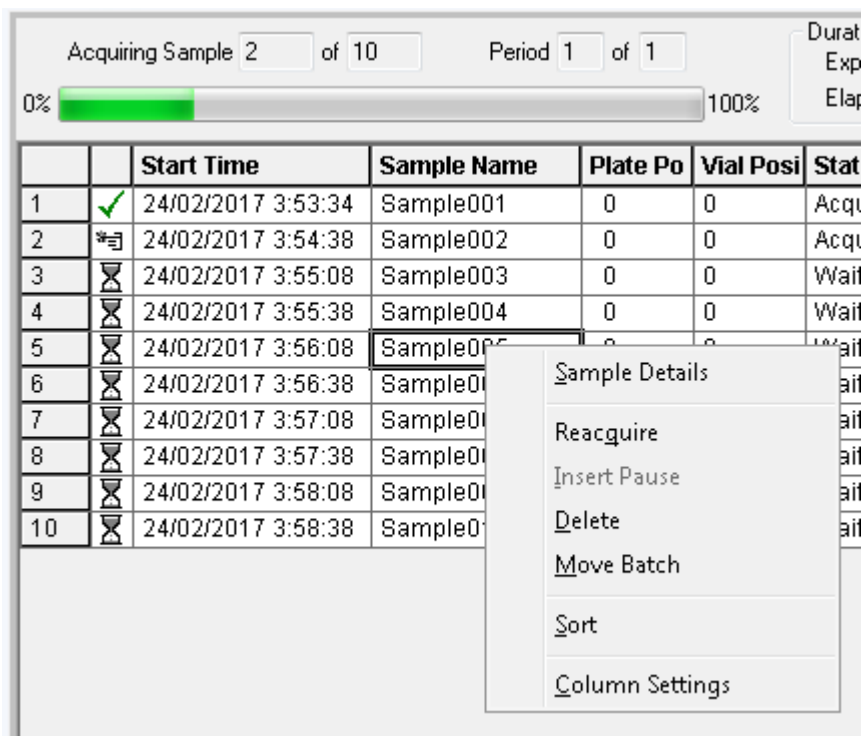 Durat
Acquiring Sample 2 of 10 Period 1 of 1
Exp
0% 100% Elap
Start Time Sample Name Plate Po Vial Posi Stat
1 24/02/2017 3:53:34 Sample001 0 0 Acqu
2 24/02/2017 3:54:38 Sample002 0 0 Acqu
3 24/02/2017 3:55:08 Sample003 0 0 Wait
4 24/02/2017 3:55:38 Sample004 0 0 Wait
5 24/02/2017 3:56:08
6 24/02/2017 3:56:38
7 24/02/2017 3:57:08
8 24/02/2017 3:57:38
9 24/02/2017 3:58:08
10 24/02/2017 3:58:38
Sample Details
Reacquire
Insert Pause
Delete
Move Batch
Sort
Column Settings